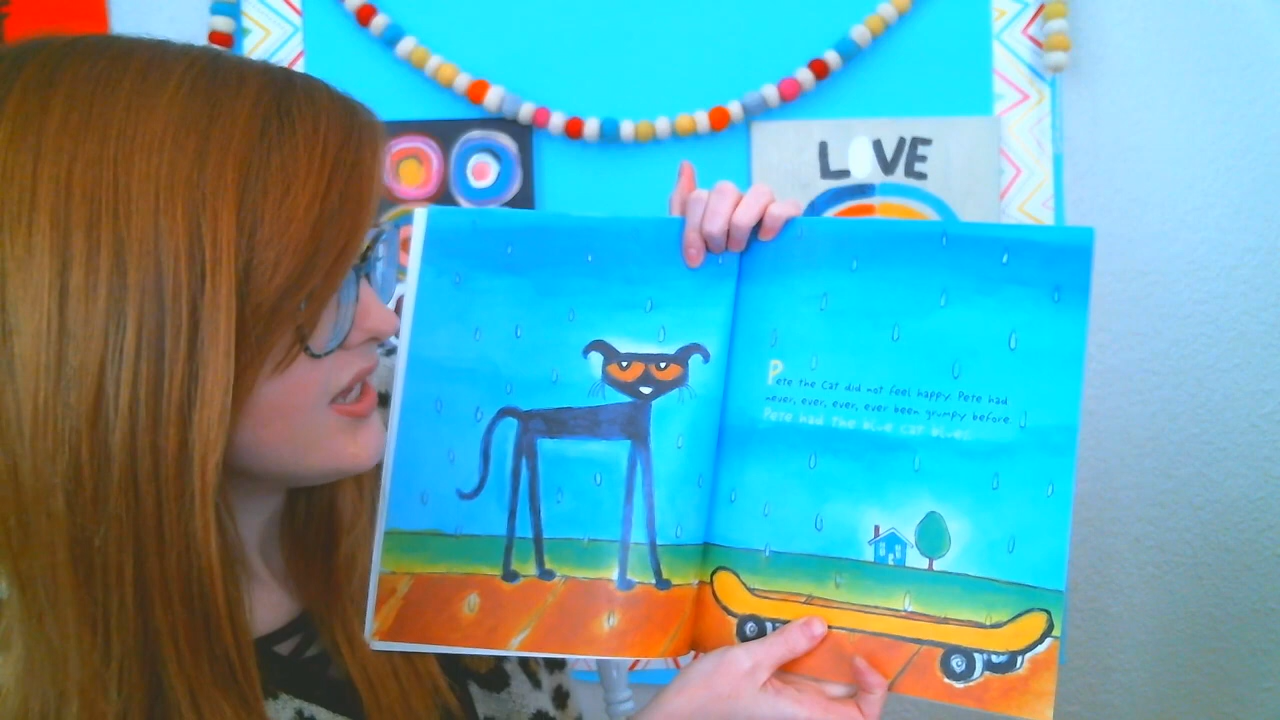 LOVE
Pete the Cat did not feel happy. Pete had
never, ever, ever, ever been grumpy before.
Pete had the blue cat blues.